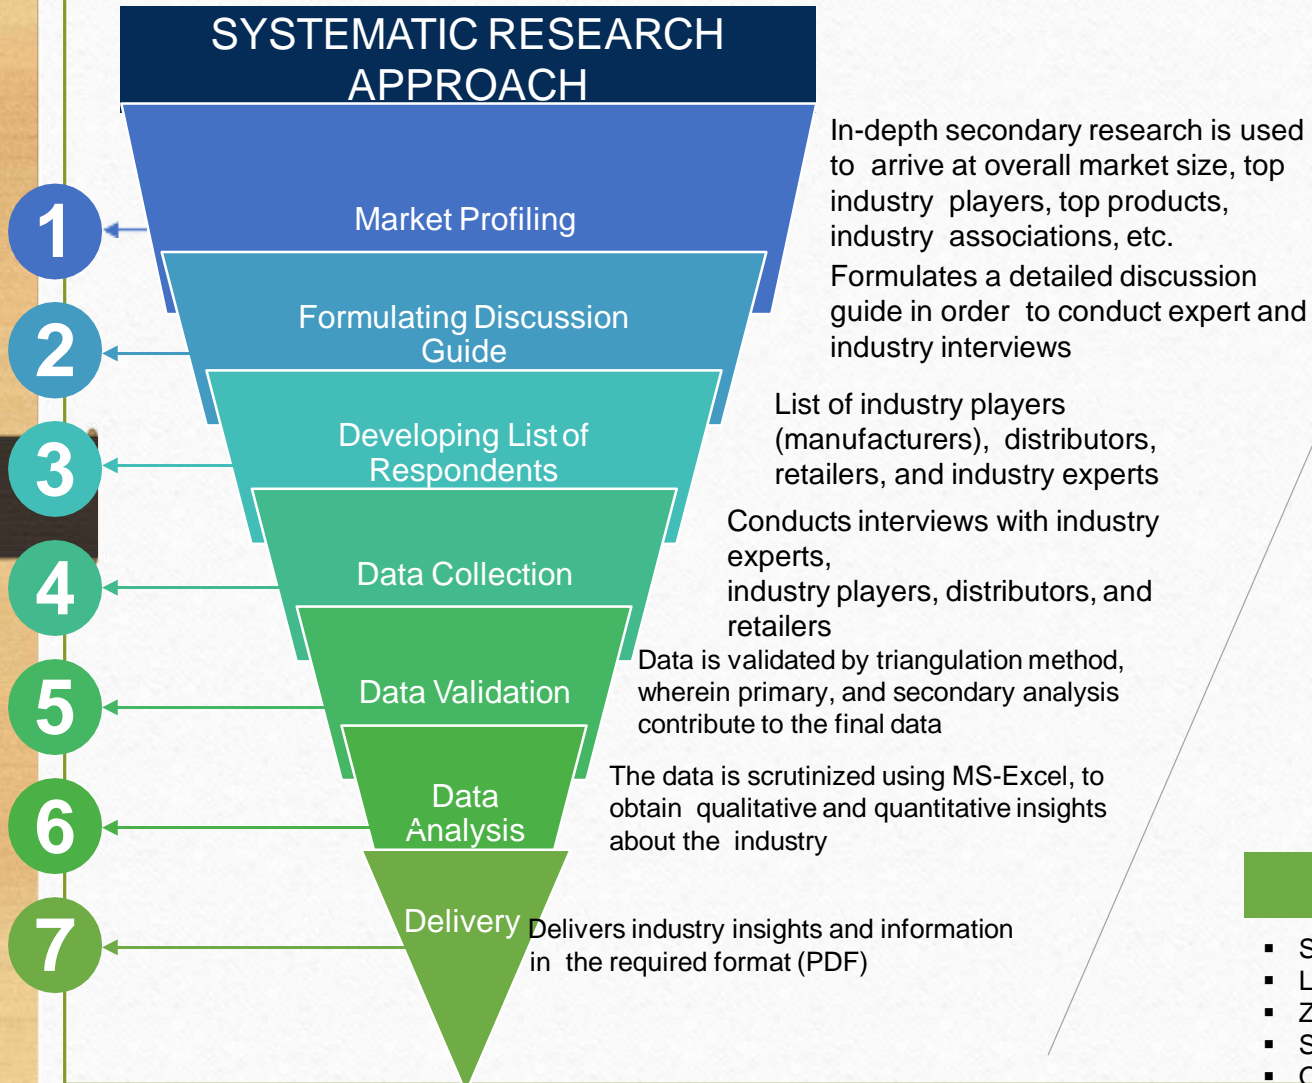 SYSTEMATIC RESEARCH
APPROACH
1
Market Profiling
In-depth secondary research is used
to arrive at overall market size, top
industry players, top products,
industry associations, etc.
2
Formulating Discussion
Guide
Formulates a detailed discussion
guide in order to conduct expert and
industry interviews
3
Developing List of
Respondents
List of industry players
(manufacturers), distributors,
retailers, and industry experts
4
Data Collection
Conducts interviews with industry
experts,
industry players, distributors, and
retailers
5
Data Validation
Data is validated by triangulation method,
wherein primary, and secondary analysis
contribute to the final data
6
Data
Analysis
The data is scrutinized using MS-Excel, to
obtain qualitative and quantitative insights
about the industry
7
Delivery
Delivers industry insights and information
in the required format (PDF)